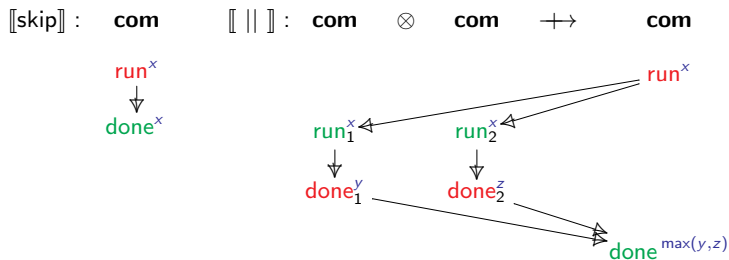 ⟦skip⟧ : com ⟦ || ⟧ : com ⊗ com ⇸ com
run^x run^x
done^x run_1^x run_2^x
done_1^y done_2^z
done^max(y,z)